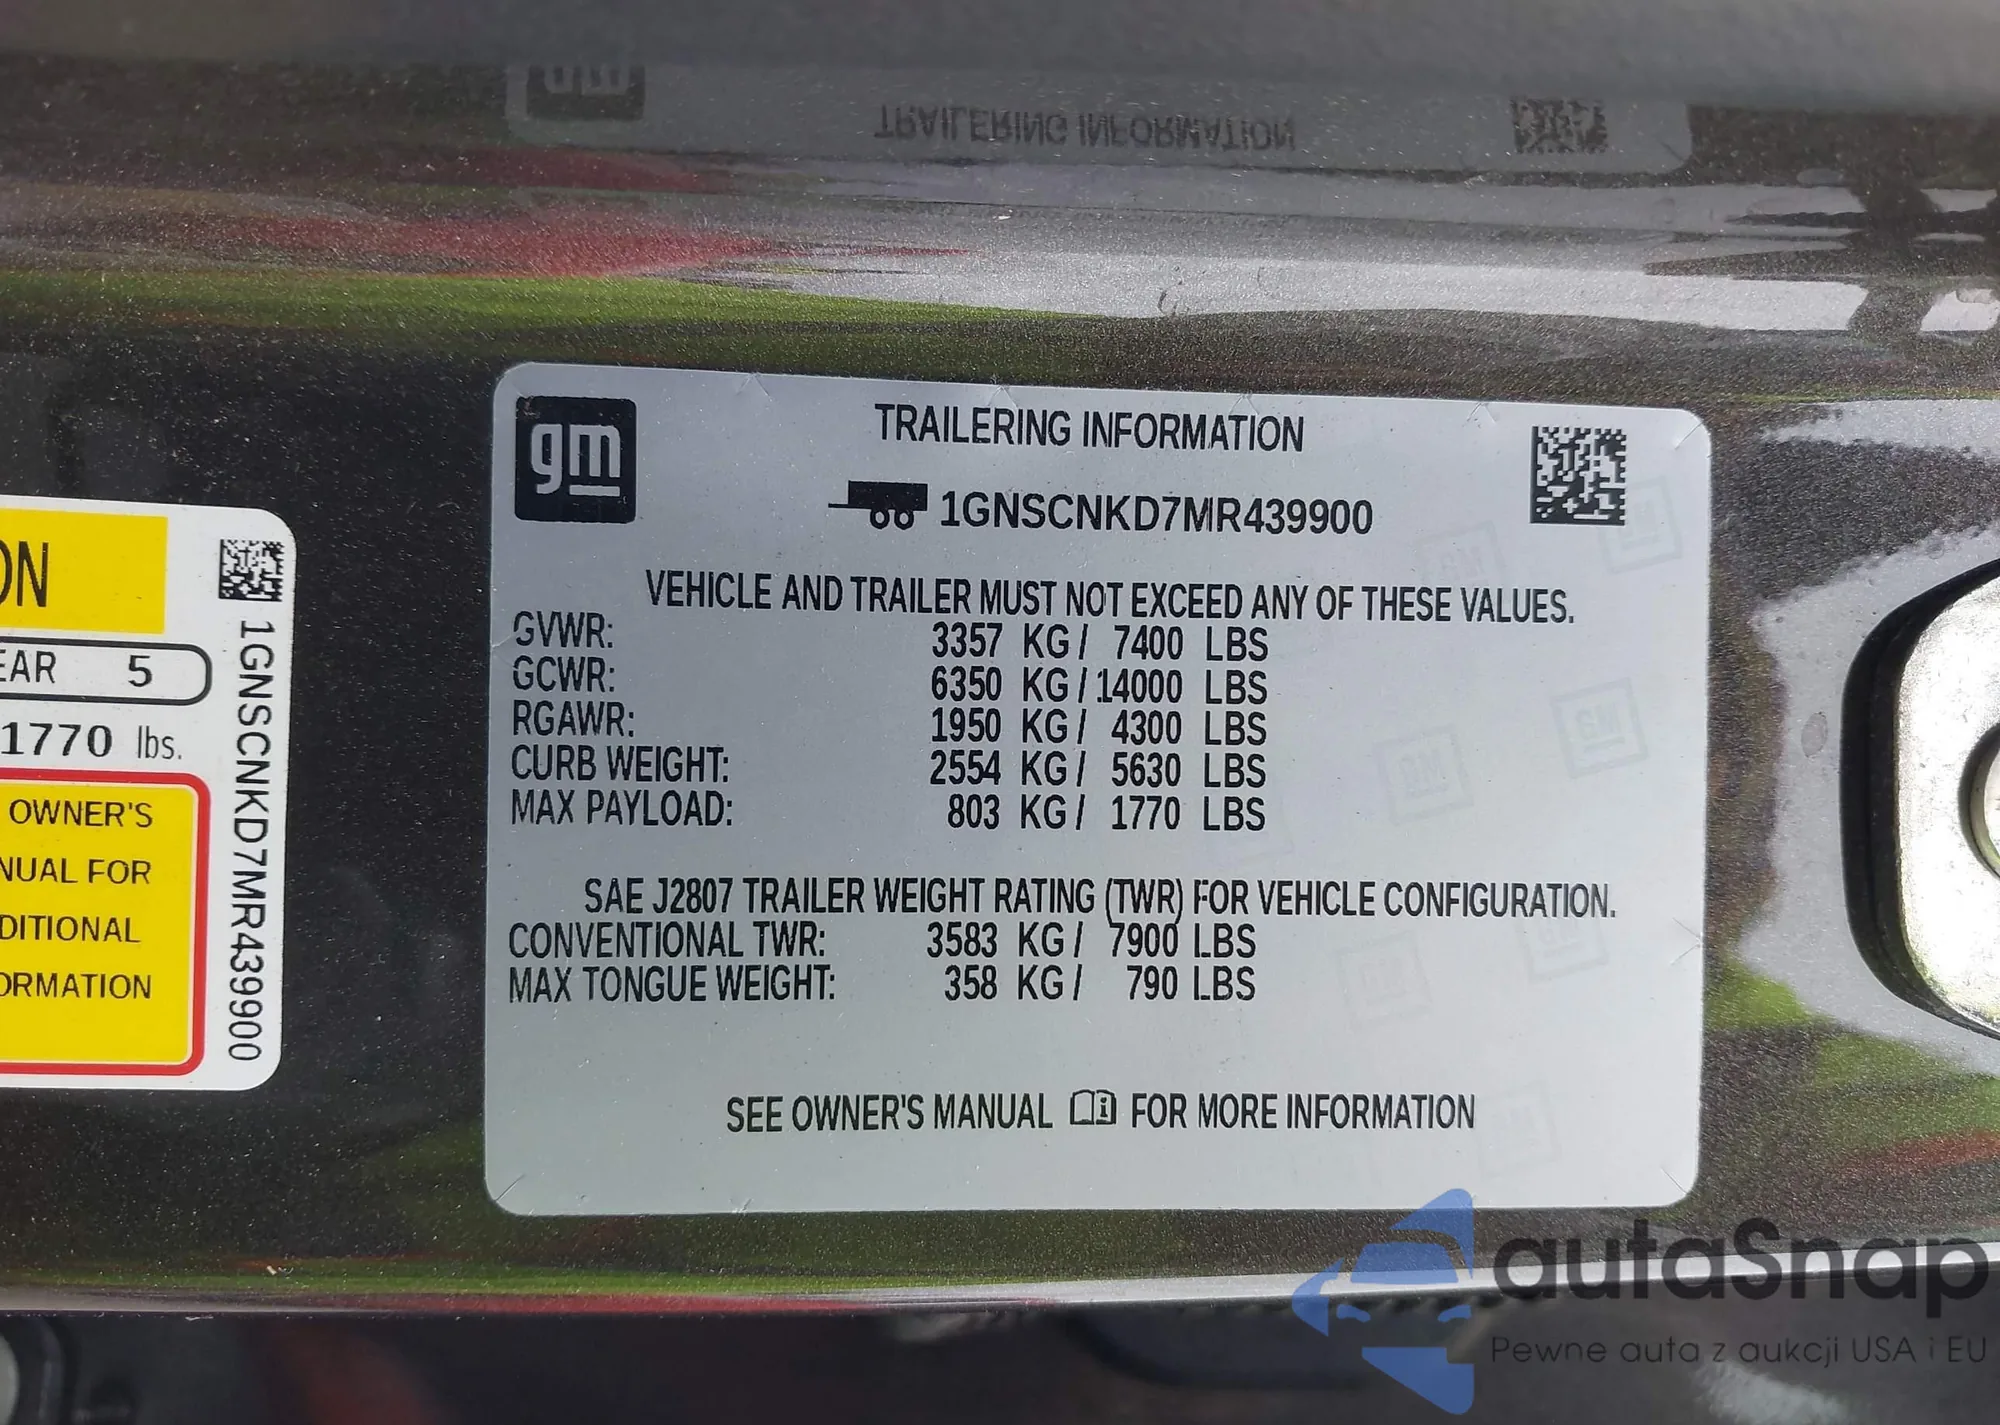 gm
TRAILERING INFORMATION
1GNSCNKD7MR439900
VEHICLE AND TRAILER MUST NOT EXCEED ANY OF THESE VALUES.
GVWR: 3357 KG / 7400 LBS
GCWR: 6350 KG / 14000 LBS
RGAWR: 1950 KG / 4300 LBS
CURB WEIGHT: 2554 KG / 5630 LBS
MAX PAYLOAD: 803 KG / 1770 LBS
SAE J2807 TRAILER WEIGHT RATING (TWR) FOR VEHICLE CONFIGURATION.
CONVENTIONAL TWR: 3583 KG / 7900 LBS
MAX TONGUE WEIGHT: 358 KG / 790 LBS
SEE OWNER'S MANUAL FOR MORE INFORMATION
ON
EAR 5
1770 lbs.
OWNER'S
NUAL FOR
DITIONAL
ORMATION
1GNSCNKD7MR439900
autaSnap
Pewne auta z aukcji USA i EU